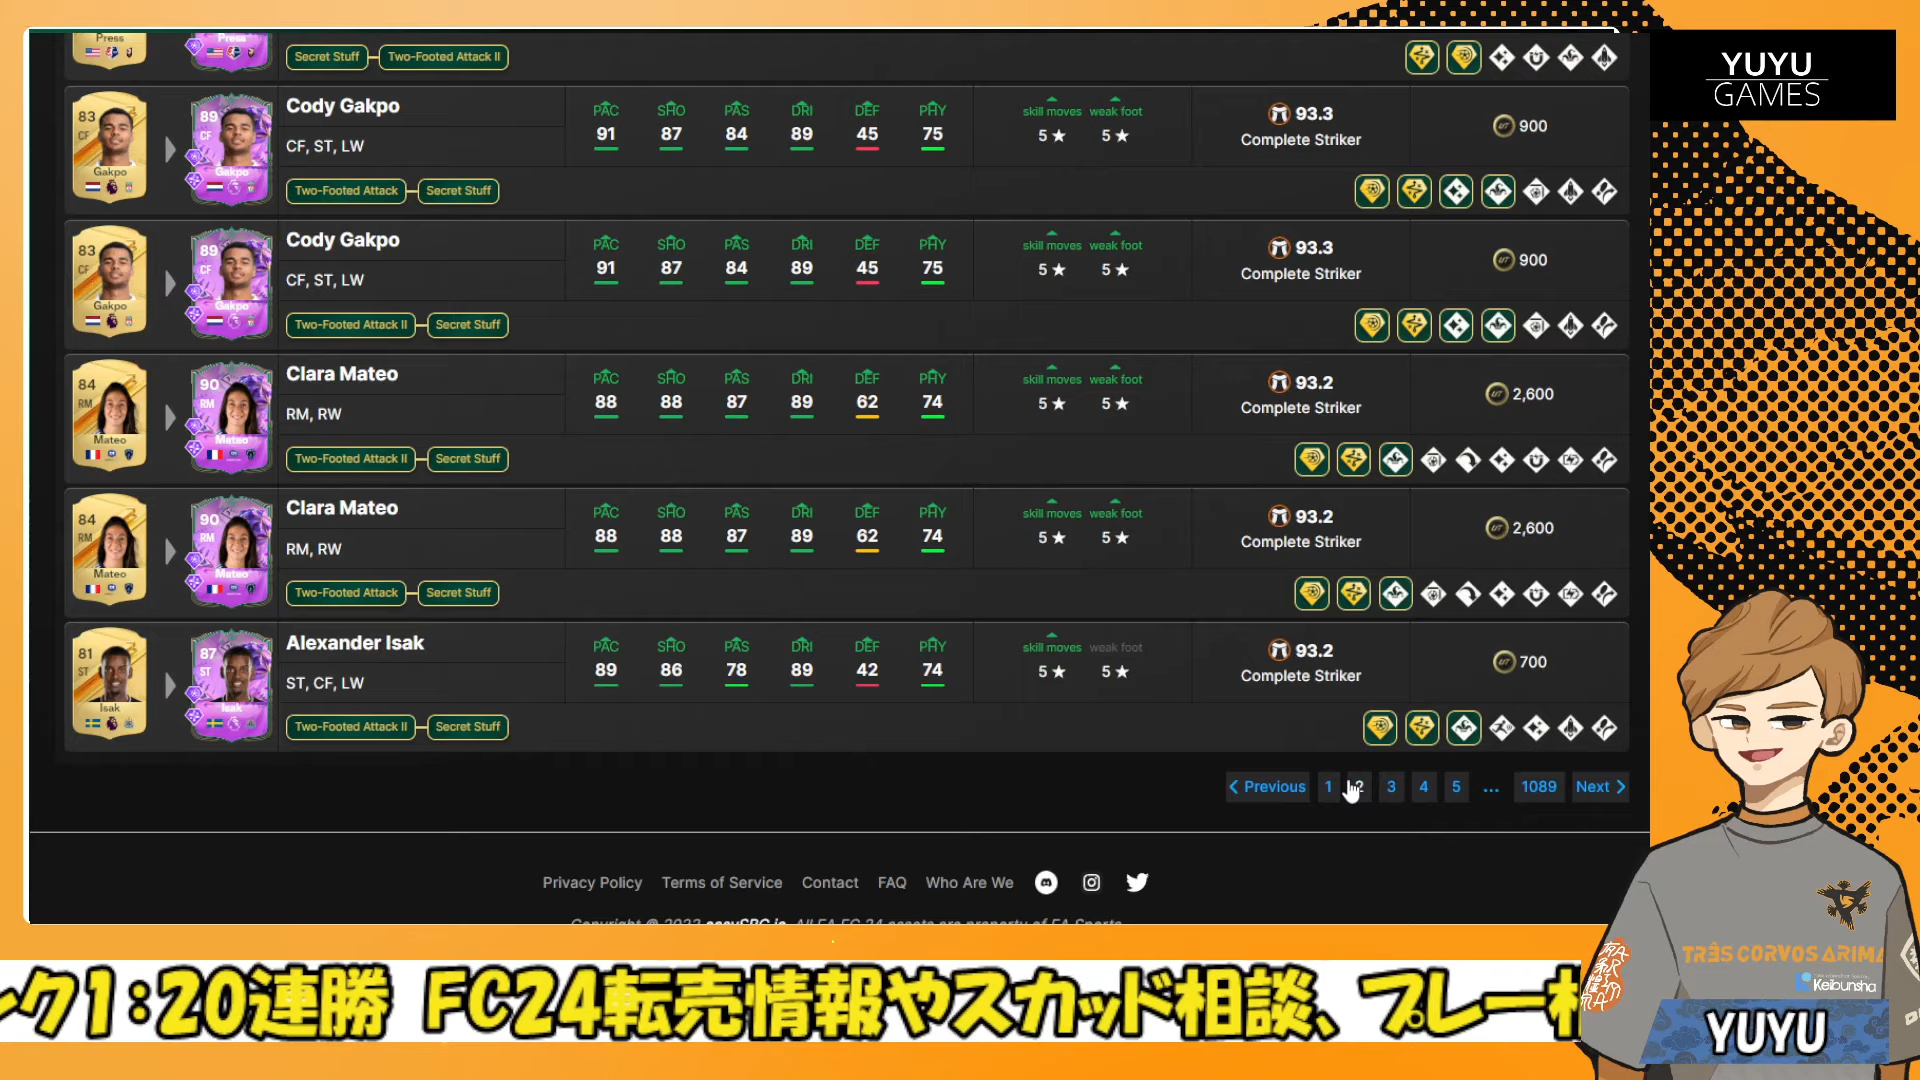 Press
Press
Secret Stuff
Two-Footed Attack II
YUYU
GAMES
83
CF
Gakpo
89
CF
Gakpo
Cody Gakpo
CF, ST, LW
PAC SHO PAS DRI DEF PHY
91 87 84 89 45 75
skill moves weak foot
5 ★ 5 ★
93.3
Complete Striker
UT 900
Two-Footed Attack
Secret Stuff
83
CF
Gakpo
89
CF
Gakpo
Cody Gakpo
CF, ST, LW
PAC SHO PAS DRI DEF PHY
91 87 84 89 45 75
skill moves weak foot
5 ★ 5 ★
93.3
Complete Striker
UT 900
Two-Footed Attack II
Secret Stuff
84
RM
Mateo
90
RM
Mateo
Clara Mateo
RM, RW
PAC SHO PAS DRI DEF PHY
88 88 87 89 62 74
skill moves weak foot
5 ★ 5 ★
93.2
Complete Striker
UT 2,600
Two-Footed Attack II
Secret Stuff
84
RM
Mateo
90
RM
Mateo
Clara Mateo
RM, RW
PAC SHO PAS DRI DEF PHY
88 88 87 89 62 74
skill moves weak foot
5 ★ 5 ★
93.2
Complete Striker
UT 2,600
Two-Footed Attack
Secret Stuff
81
ST
Isak
87
ST
Isak
Alexander Isak
ST, CF, LW
PAC SHO PAS DRI DEF PHY
89 86 78 89 42 74
skill moves weak foot
5 ★ 5 ★
93.2
Complete Striker
UT 700
Two-Footed Attack II
Secret Stuff
Previous 1 2 3 4 5 ... 1089 Next
Privacy Policy Terms of Service Contact FAQ Who Are We
TRÊS CORVOS ARIMA
Keibunsha
ンク1:20連勝 FC24転売情報やスカッド相談、プレー
YUYU